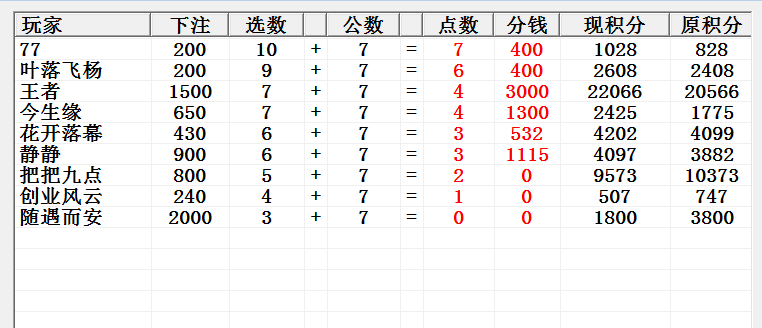 玩家 下注 选数 公数 点数 分钱 现积分 原积分
77 200 10 + 7 = 7 400 1028 828
叶落飞杨 200 9 + 7 = 6 400 2608 2408
王者 1500 7 + 7 = 4 3000 22066 20566
今生缘 650 7 + 7 = 4 1300 2425 1775
花开落幕 430 6 + 7 = 3 532 4202 4099
静静 900 6 + 7 = 3 1115 4097 3882
把把九点 800 5 + 7 = 2 0 9573 10373
创业风云 240 4 + 7 = 1 0 507 747
随遇而安 2000 3 + 7 = 0 0 1800 3800